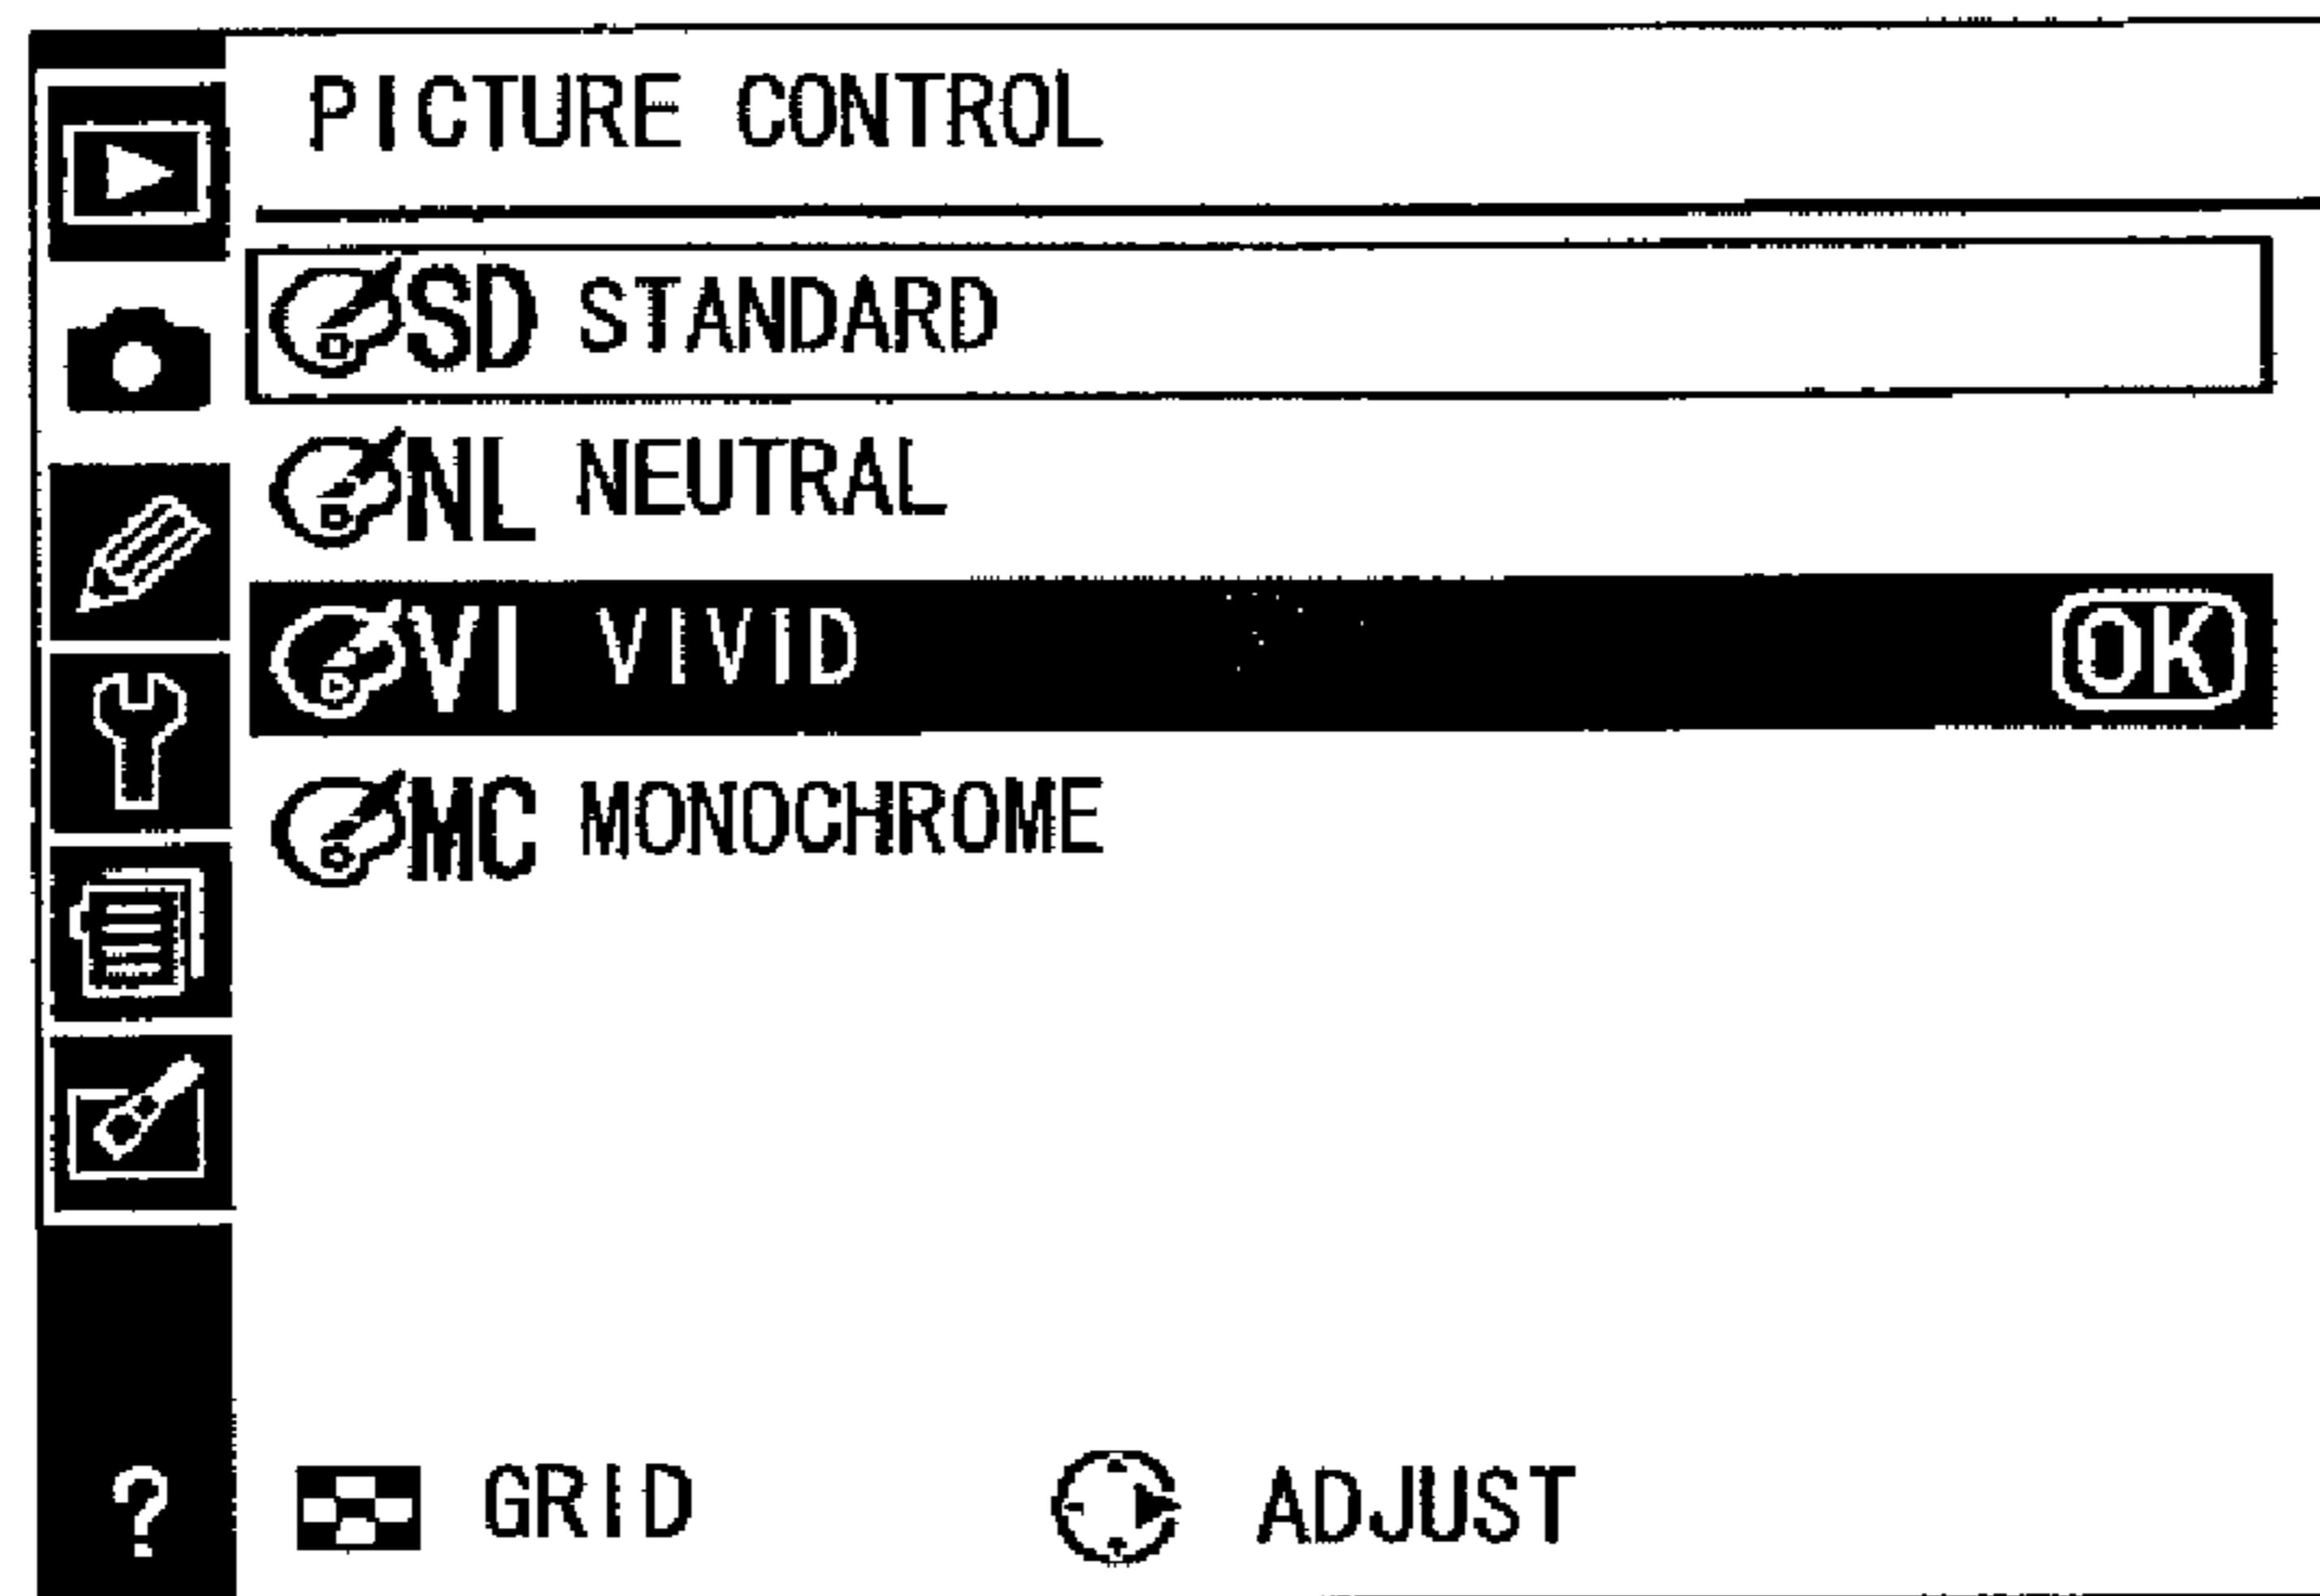 PICTURE CONTROL
SD STANDARD
NL NEUTRAL
VI VIVID OK
MC MONOCHROME
? GRID ADJUST